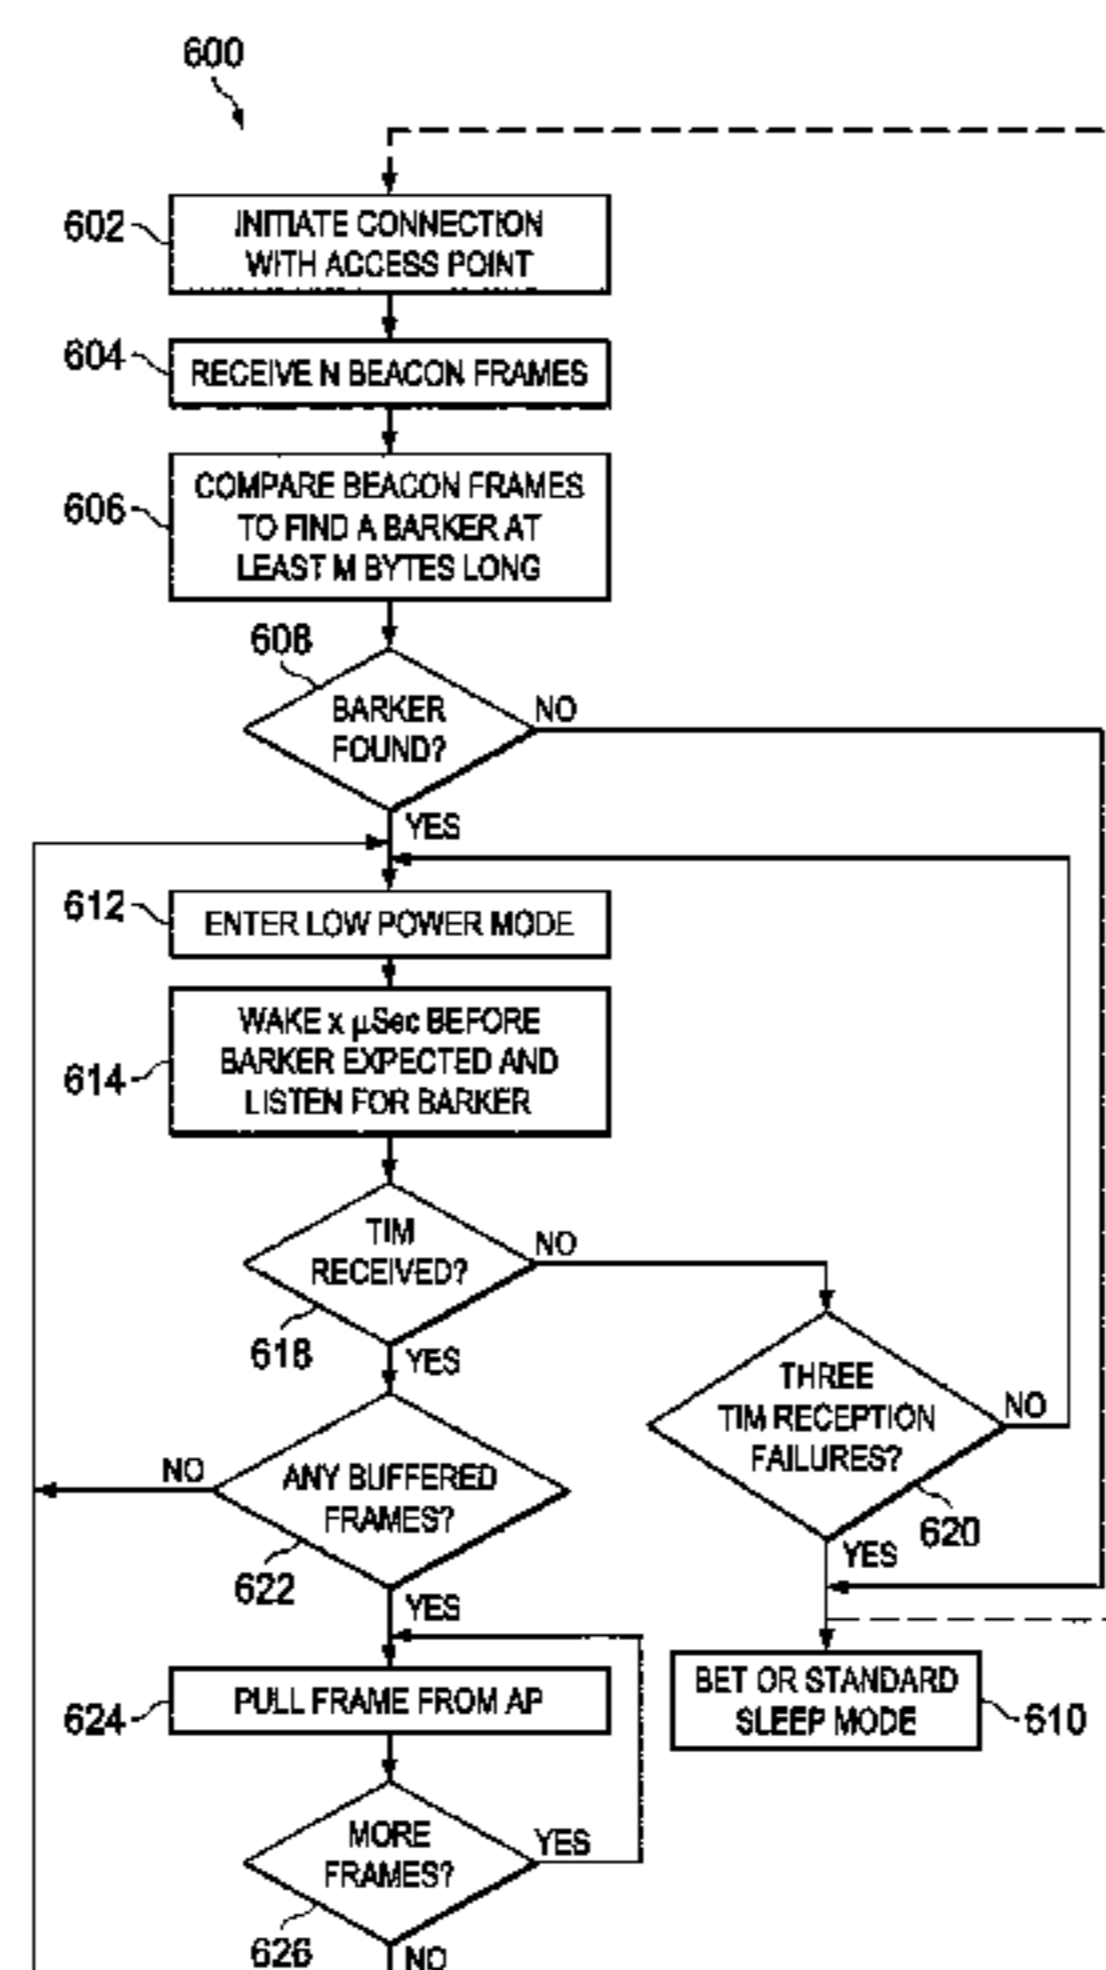 600
602
INITIATE CONNECTION
WITH ACCESS POINT
604
RECEIVE N BEACON FRAMES
606
COMPARE BEACON FRAMES
TO FIND A BARKER AT
LEAST M BYTES LONG
608
BARKER
FOUND?
NO
YES
612
ENTER LOW POWER MODE
614
WAKE x µSec BEFORE
BARKER EXPECTED AND
LISTEN FOR BARKER
TIM
RECEIVED?
NO
618
YES
THREE
TIM RECEPTION
FAILURES?
NO
620
YES
ANY BUFFERED
FRAMES?
NO
622
YES
624
PULL FRAME FROM AP
BET OR STANDARD
SLEEP MODE
610
MORE
FRAMES?
YES
626
NO